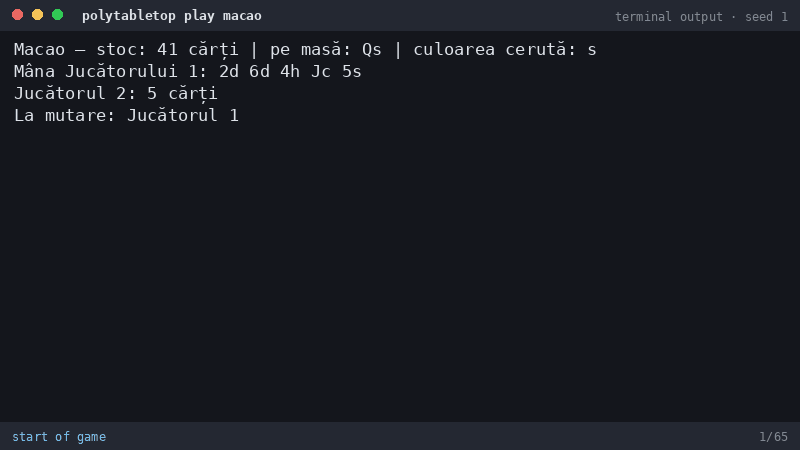 polytabletop play macao
terminal output · seed 1
Macao — stoc: 41 cărți | pe masă: Qs | culoarea cerută: s
Mâna Jucătorului 1: 2d 6d 4h Jc 5s
Jucătorul 2: 5 cărți
La mutare: Jucătorul 1
start of game
1/65